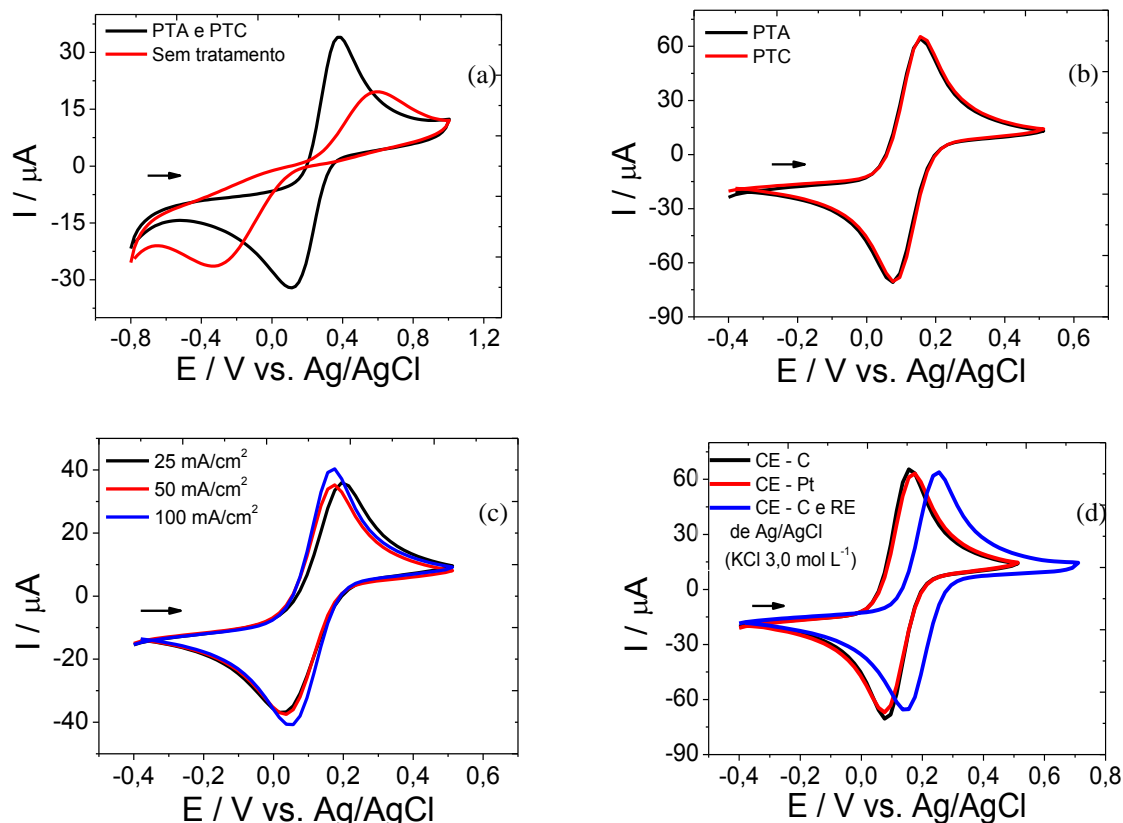 PTA e PTC
Sem tratamento
(a)
30
15
0
-15
-30
I / μA
-0,8 -0,4 0,0 0,4 0,8 1,2
E / V vs. Ag/AgCl
PTA
PTC
(b)
60
30
0
-30
-60
-90
I / μA
-0,4 -0,2 0,0 0,2 0,4 0,6
E / V vs. Ag/AgCl
25 mA/cm²
50 mA/cm²
100 mA/cm²
(c)
40
20
0
-20
-40
I / μA
-0,4 -0,2 0,0 0,2 0,4 0,6
E / V vs. Ag/AgCl
CE - C
CE - Pt
CE - C e RE
de Ag/AgCl
(KCl 3,0 mol L⁻¹)
(d)
60
30
0
-30
-60
-90
I / μA
-0,4 -0,2 0,0 0,2 0,4 0,6 0,8
E / V vs. Ag/AgCl